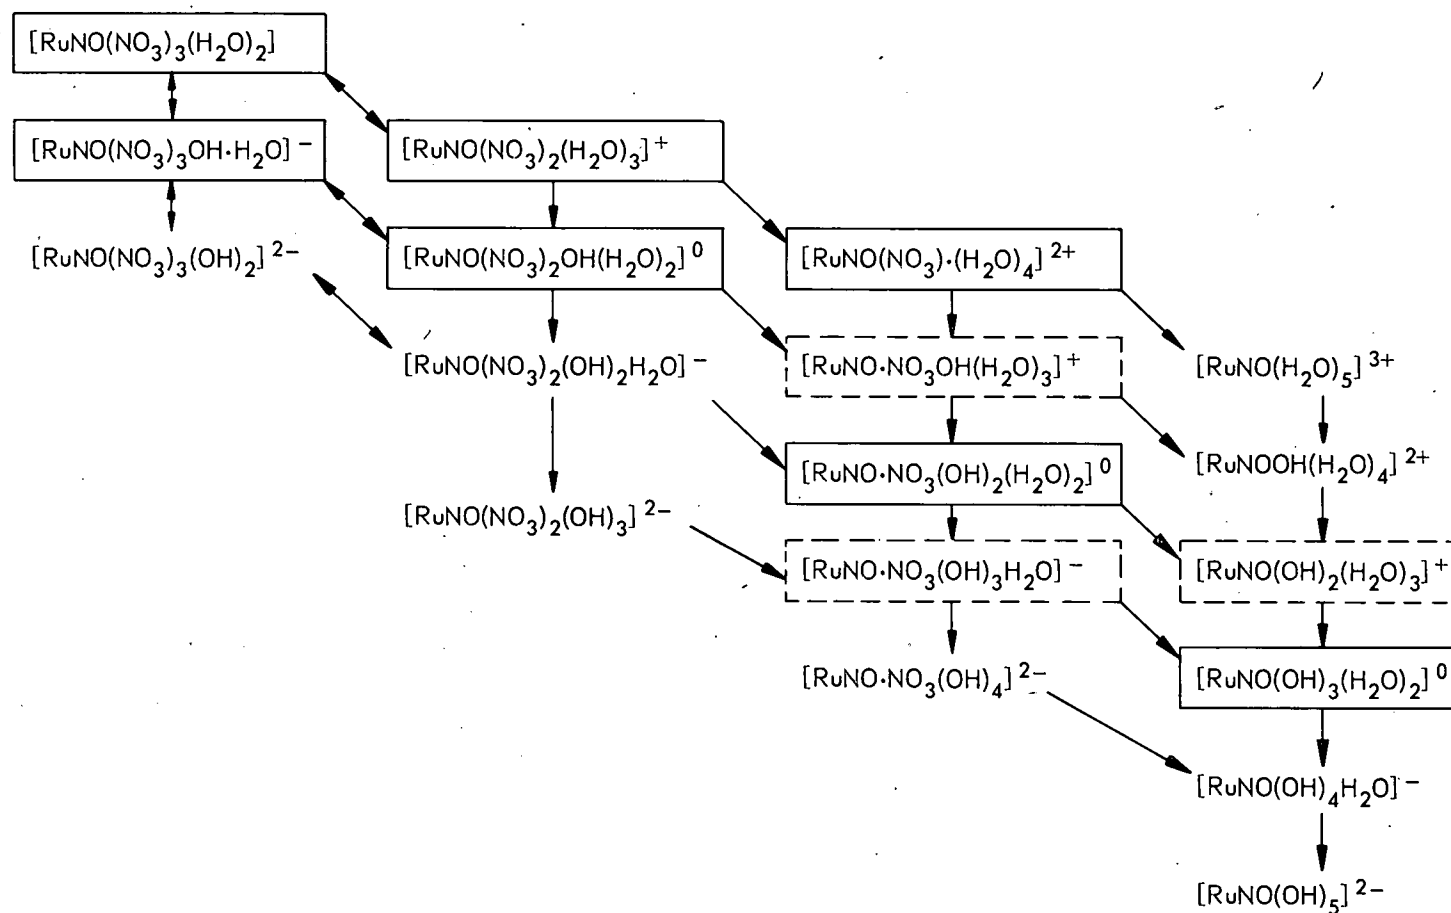 [RuNO(NO₃)₃(H₂O)₂]
[RuNO(NO₃)₃OH·H₂O]⁻
[RuNO(NO₃)₂(H₂O)₃]⁺
[RuNO(NO₃)₃(OH)₂]²⁻
[RuNO(NO₃)₂OH(H₂O)₂]⁰
[RuNO(NO₃)·(H₂O)₄]²⁺
[RuNO(NO₃)₂(OH)₂H₂O]⁻
[RuNO·NO₃OH(H₂O)₃]⁺
[RuNO(H₂O)₅]³⁺
[RuNO·NO₃(OH)₂(H₂O)₂]⁰
[RuNOOH(H₂O)₄]²⁺
[RuNO(NO₃)₂(OH)₃]²⁻
[RuNO·NO₃(OH)₃H₂O]⁻
[RuNO(OH)₂(H₂O)₃]⁺
[RuNO·NO₃(OH)₄]²⁻
[RuNO(OH)₃(H₂O)₂]⁰
[RuNO(OH)₄H₂O]⁻
[RuNO(OH)₅]²⁻